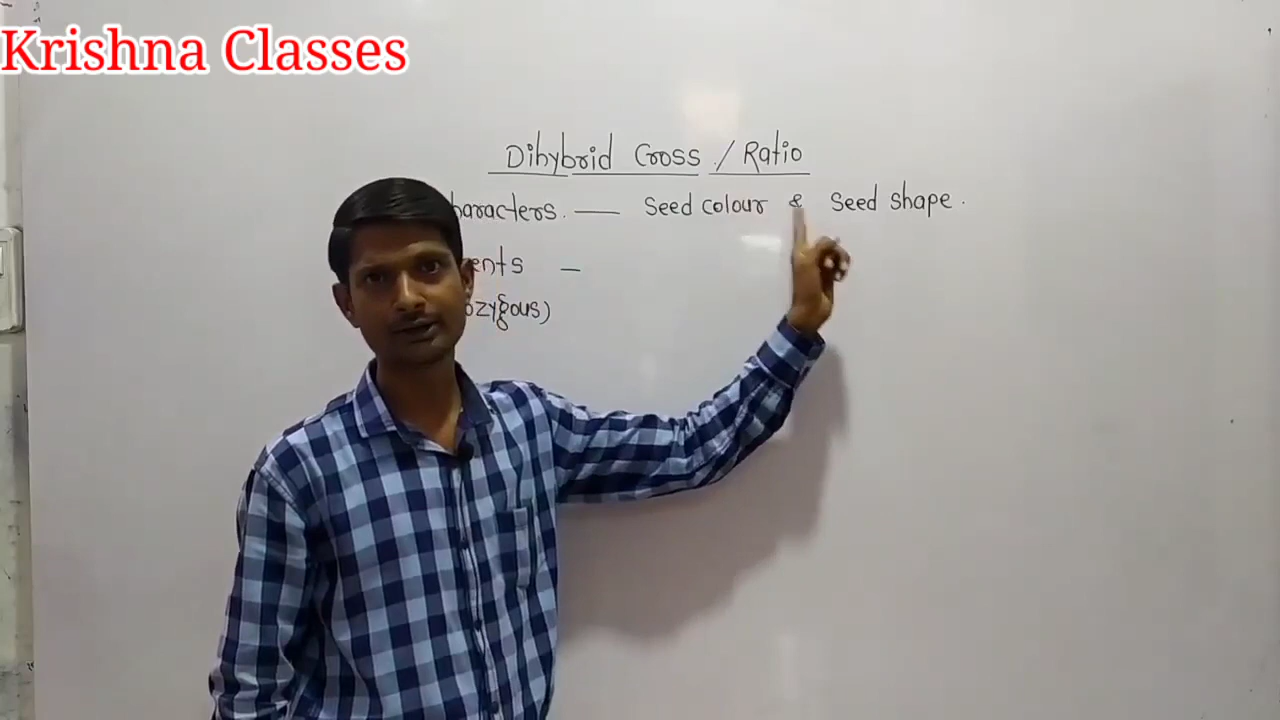 Krishna Classes
Dihybrid Cross / Ratio
haracters. — Seed colour & Seed shape.
ents —
ozygous)